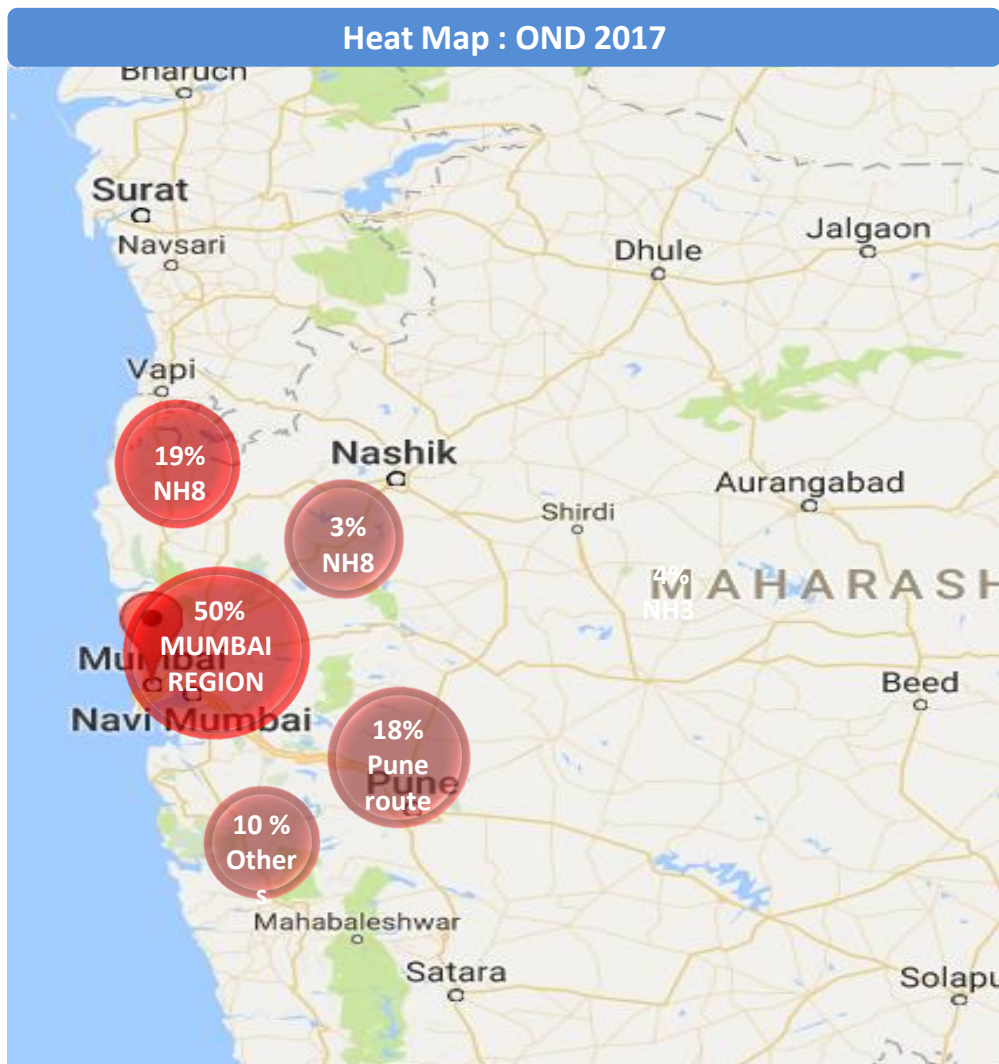 Heat Map : OND 2017
Bharuch
Surat
Navsari
Dhule
Jalgaon
Vapi
19%
NH8
Nashik
Aurangabad
Shirdi
3%
NH8
4%
NH3
MAHARASH
50%
MUMBAI
REGION
Mumbai
Navi Mumbai
Beed
18%
Pune
route
Pune
10 %
Other
s
Mahabaleshwar
Satara
Solapu